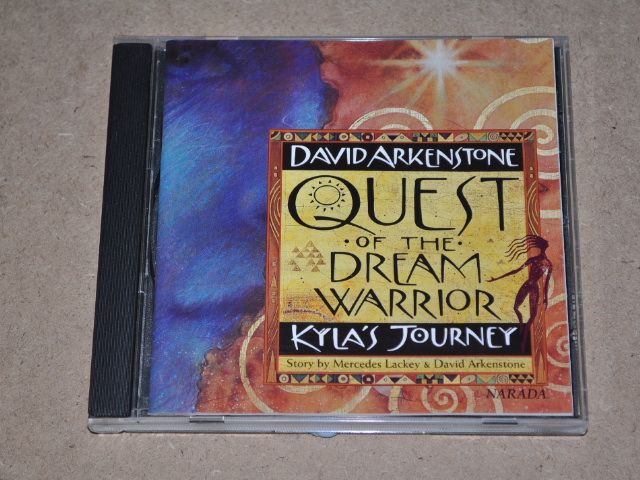 DAVID ARKENSTONE
QUEST
• OF THE •
DREAM
WARRIOR
KYLA'S JOURNEY
Story by Mercedes Lackey & David Arkenstone
NARADA